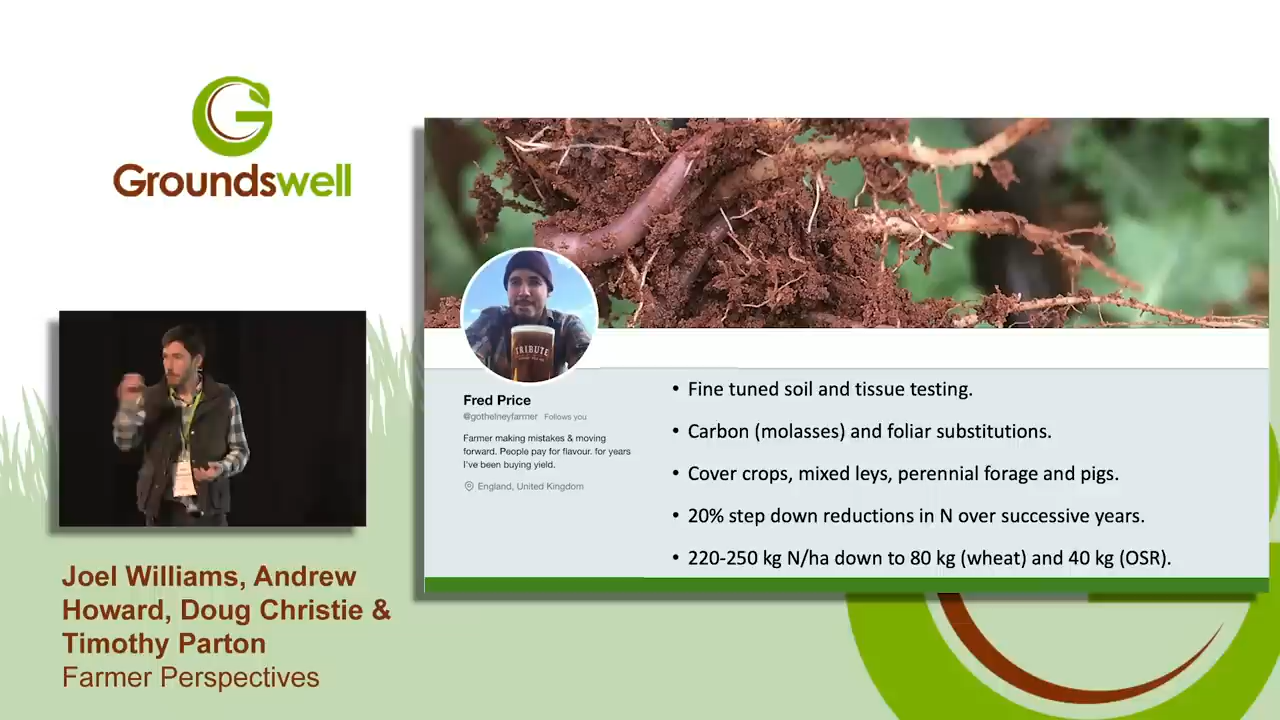 Groundswell
TRIBUTE
Fred Price
@gothelneyfarmer Follows you
Farmer making mistakes & moving
forward. People pay for flavour. for years
I've been buying yield.
England, United Kingdom
• Fine tuned soil and tissue testing.
• Carbon (molasses) and foliar substitutions.
• Cover crops, mixed leys, perennial forage and pigs.
• 20% step down reductions in N over successive years.
• 220-250 kg N/ha down to 80 kg (wheat) and 40 kg (OSR).
Joel Williams, Andrew
Howard, Doug Christie &
Timothy Parton
Farmer Perspectives